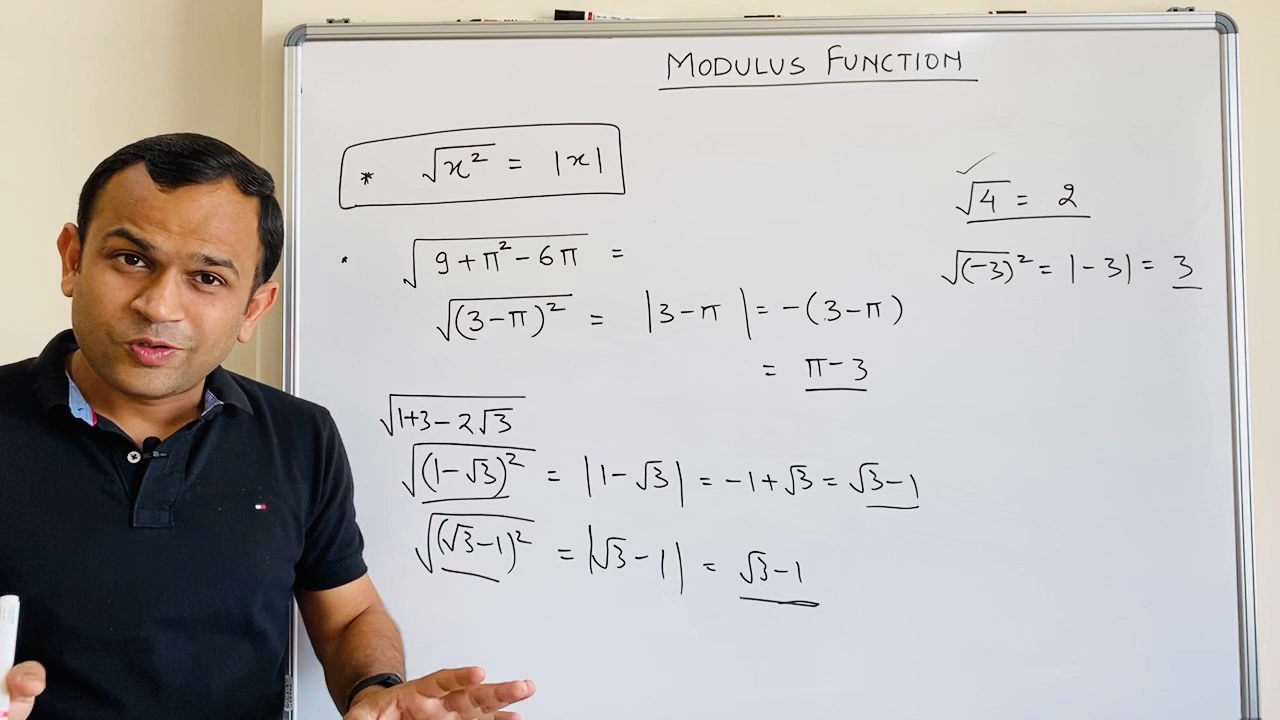 MODULUS FUNCTION
* √x² = |x|
√4 = 2
· √9+π²-6π =
√(-3)² = |-3| = 3
√(3-π)² = |3-π| = -(3-π)
= π-3
√1+3-2√3
√(1-√3)² = |1-√3| = -1+√3 = √3-1
√(√3-1)² = |√3-1| = √3-1